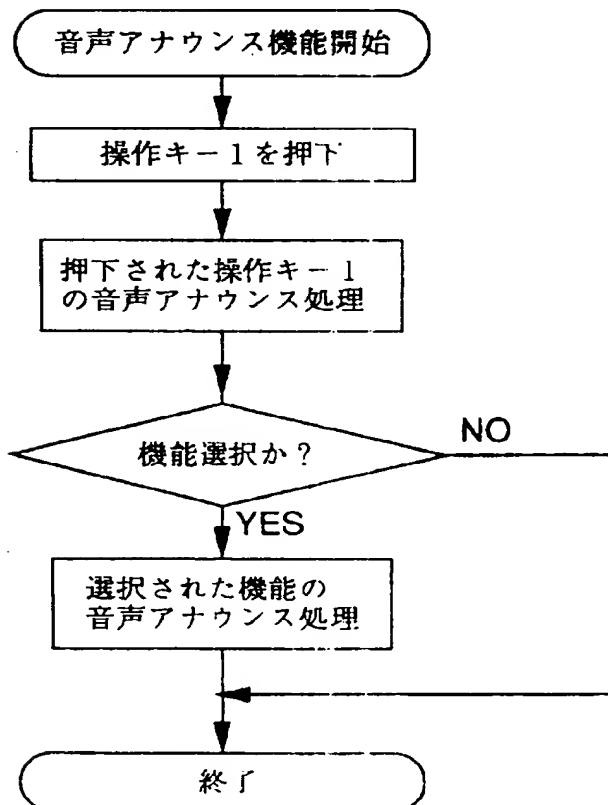 音声アナウンス機能開始
操作キー1を押下
押下された操作キー1
の音声アナウンス処理
機能選択か?
NO
YES
選択された機能の
音声アナウンス処理
終了